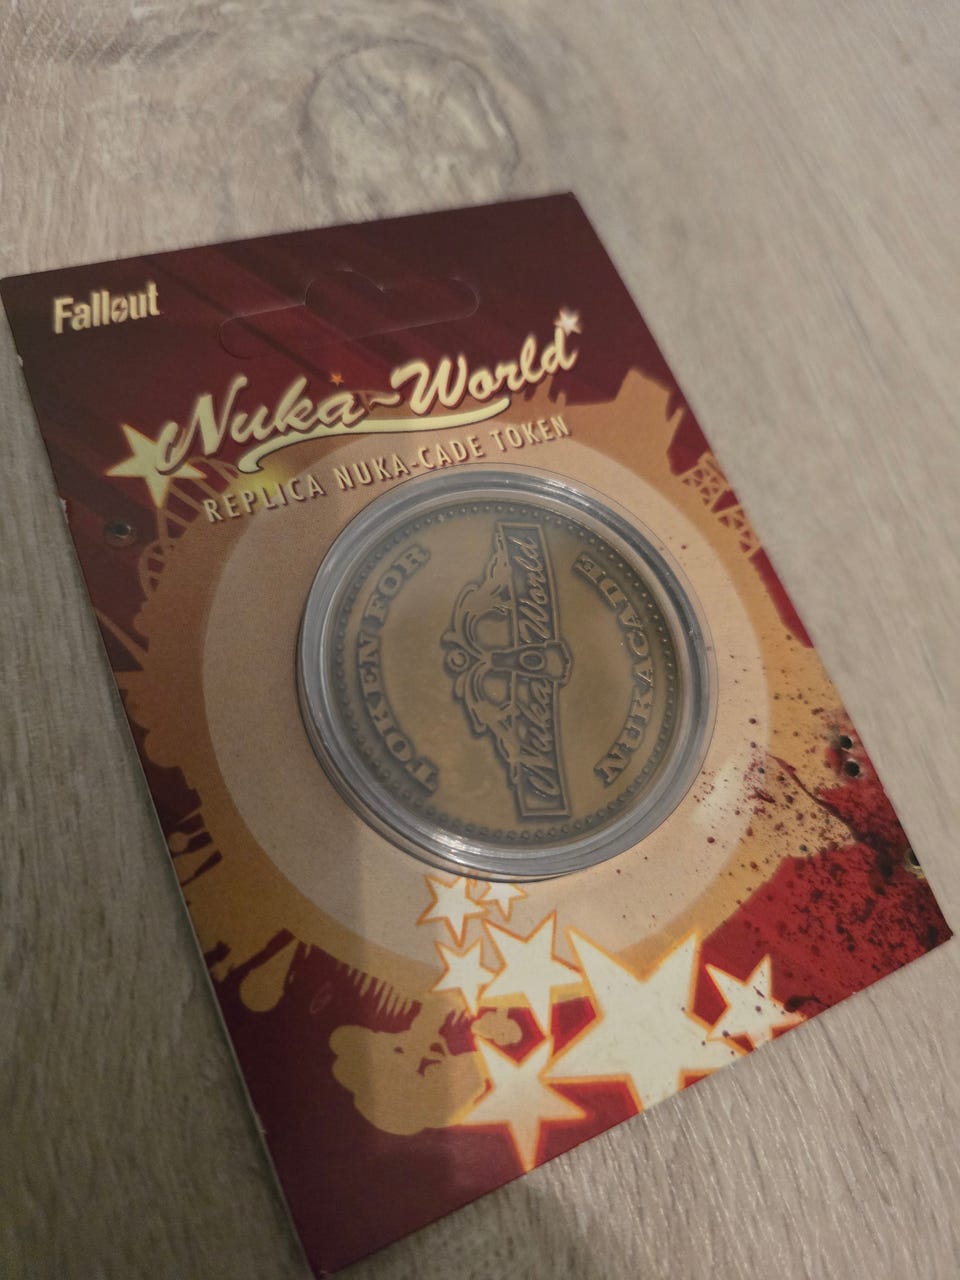 Fallout
Nuka-World
REPLICA NUKA-CADE TOKEN
TOKEN FOR
Nuka World
NUKACADE